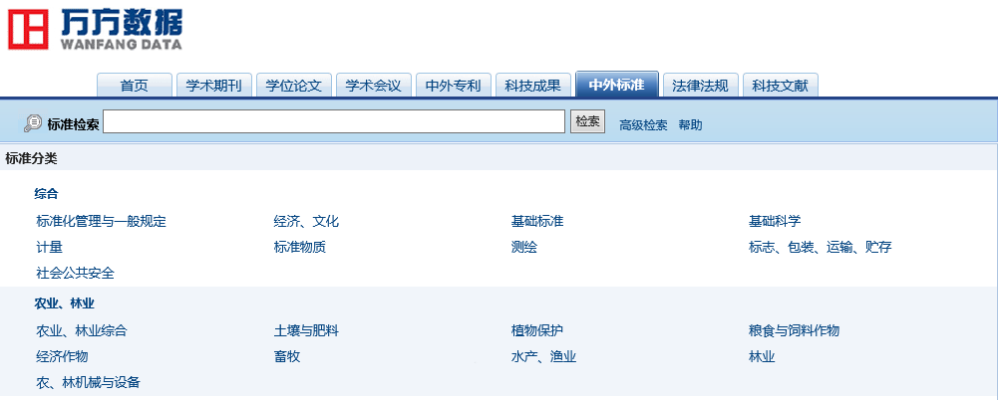 万方数据
WANFANG DATA
首页 学术期刊 学位论文 学术会议 中外专利 科技成果 中外标准 法律法规 科技文献
标准检索 检索 高级检索 帮助
标准分类
综合
标准化管理与一般规定 经济、文化 基础标准 基础科学
计量 标准物质 测绘 标志、包装、运输、贮存
社会公共安全
农业、林业
农业、林业综合 土壤与肥料 植物保护 粮食与饲料作物
经济作物 畜牧 水产、渔业 林业
农、林机械与设备